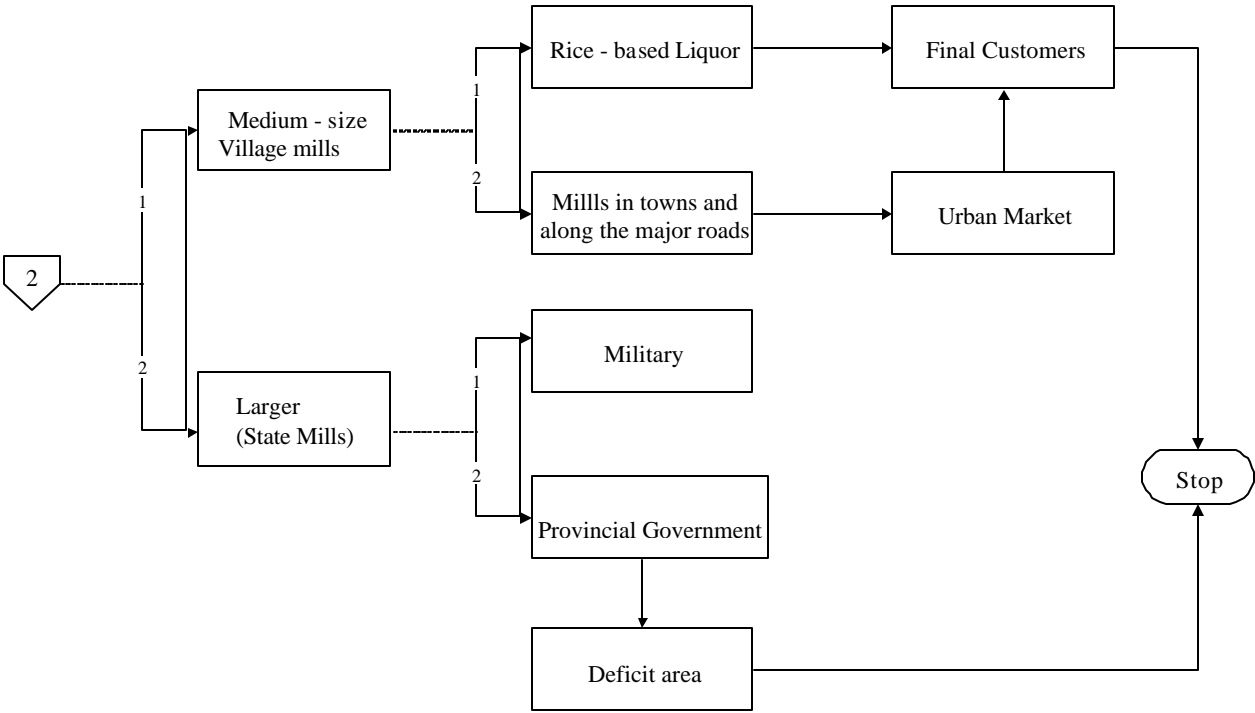 Rice - based Liquor
Final Customers
1
Medium - size
Village mills
2
Millls in towns and
along the major roads
Urban Market
1
2
2
Larger
(State Mills)
1
Military
2
Provincial Government
Stop
Deficit area